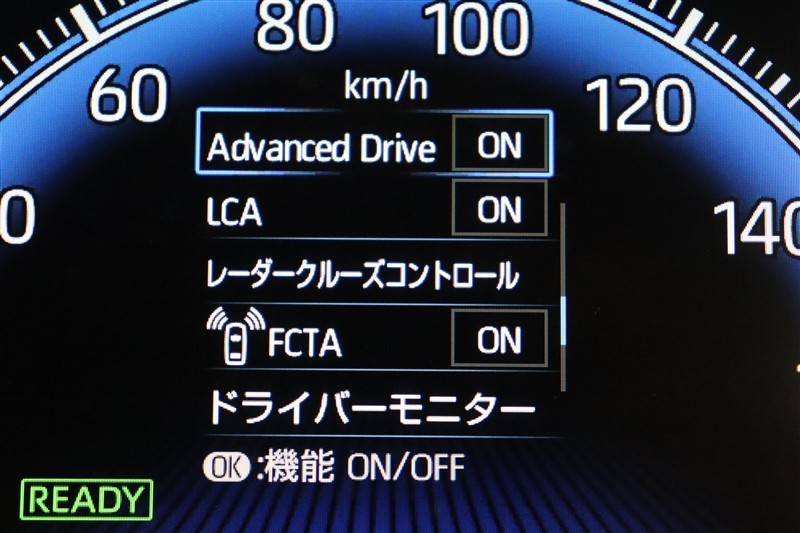 80 100
km/h
60 120
Advanced Drive ON
LCA ON
0 140
レーダークルーズコントロール
FCTA ON
ドライバーモニター
OK:機能 ON/OFF
READY